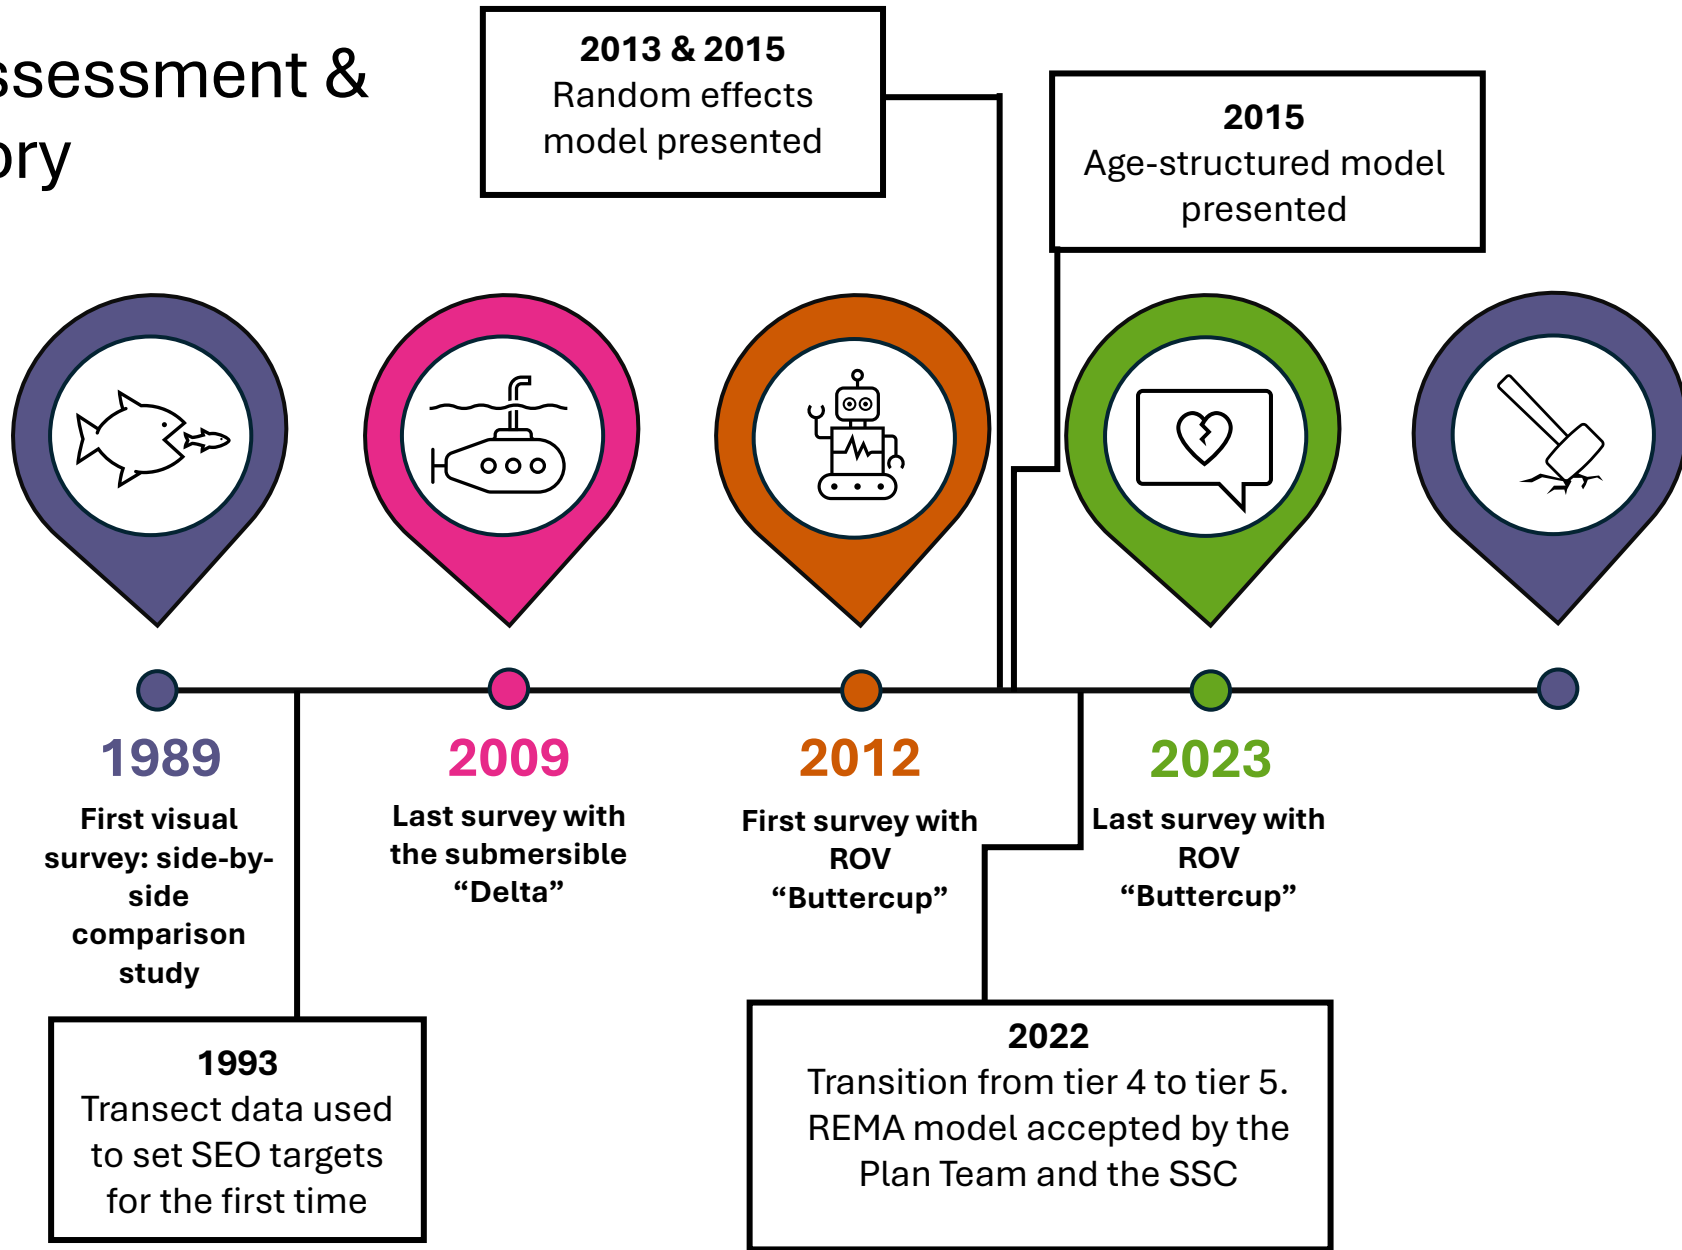 ssessment &
ory
2013 & 2015
Random effects
model presented
2015
Age-structured model
presented
1989
First visual
survey: side-by-
side
comparison
study
2009
Last survey with
the submersible
“Delta”
2012
First survey with
ROV
“Buttercup”
2023
Last survey with
ROV
“Buttercup”
1993
Transect data used
to set SEO targets
for the first time
2022
Transition from tier 4 to tier 5.
REMA model accepted by the
Plan Team and the SSC